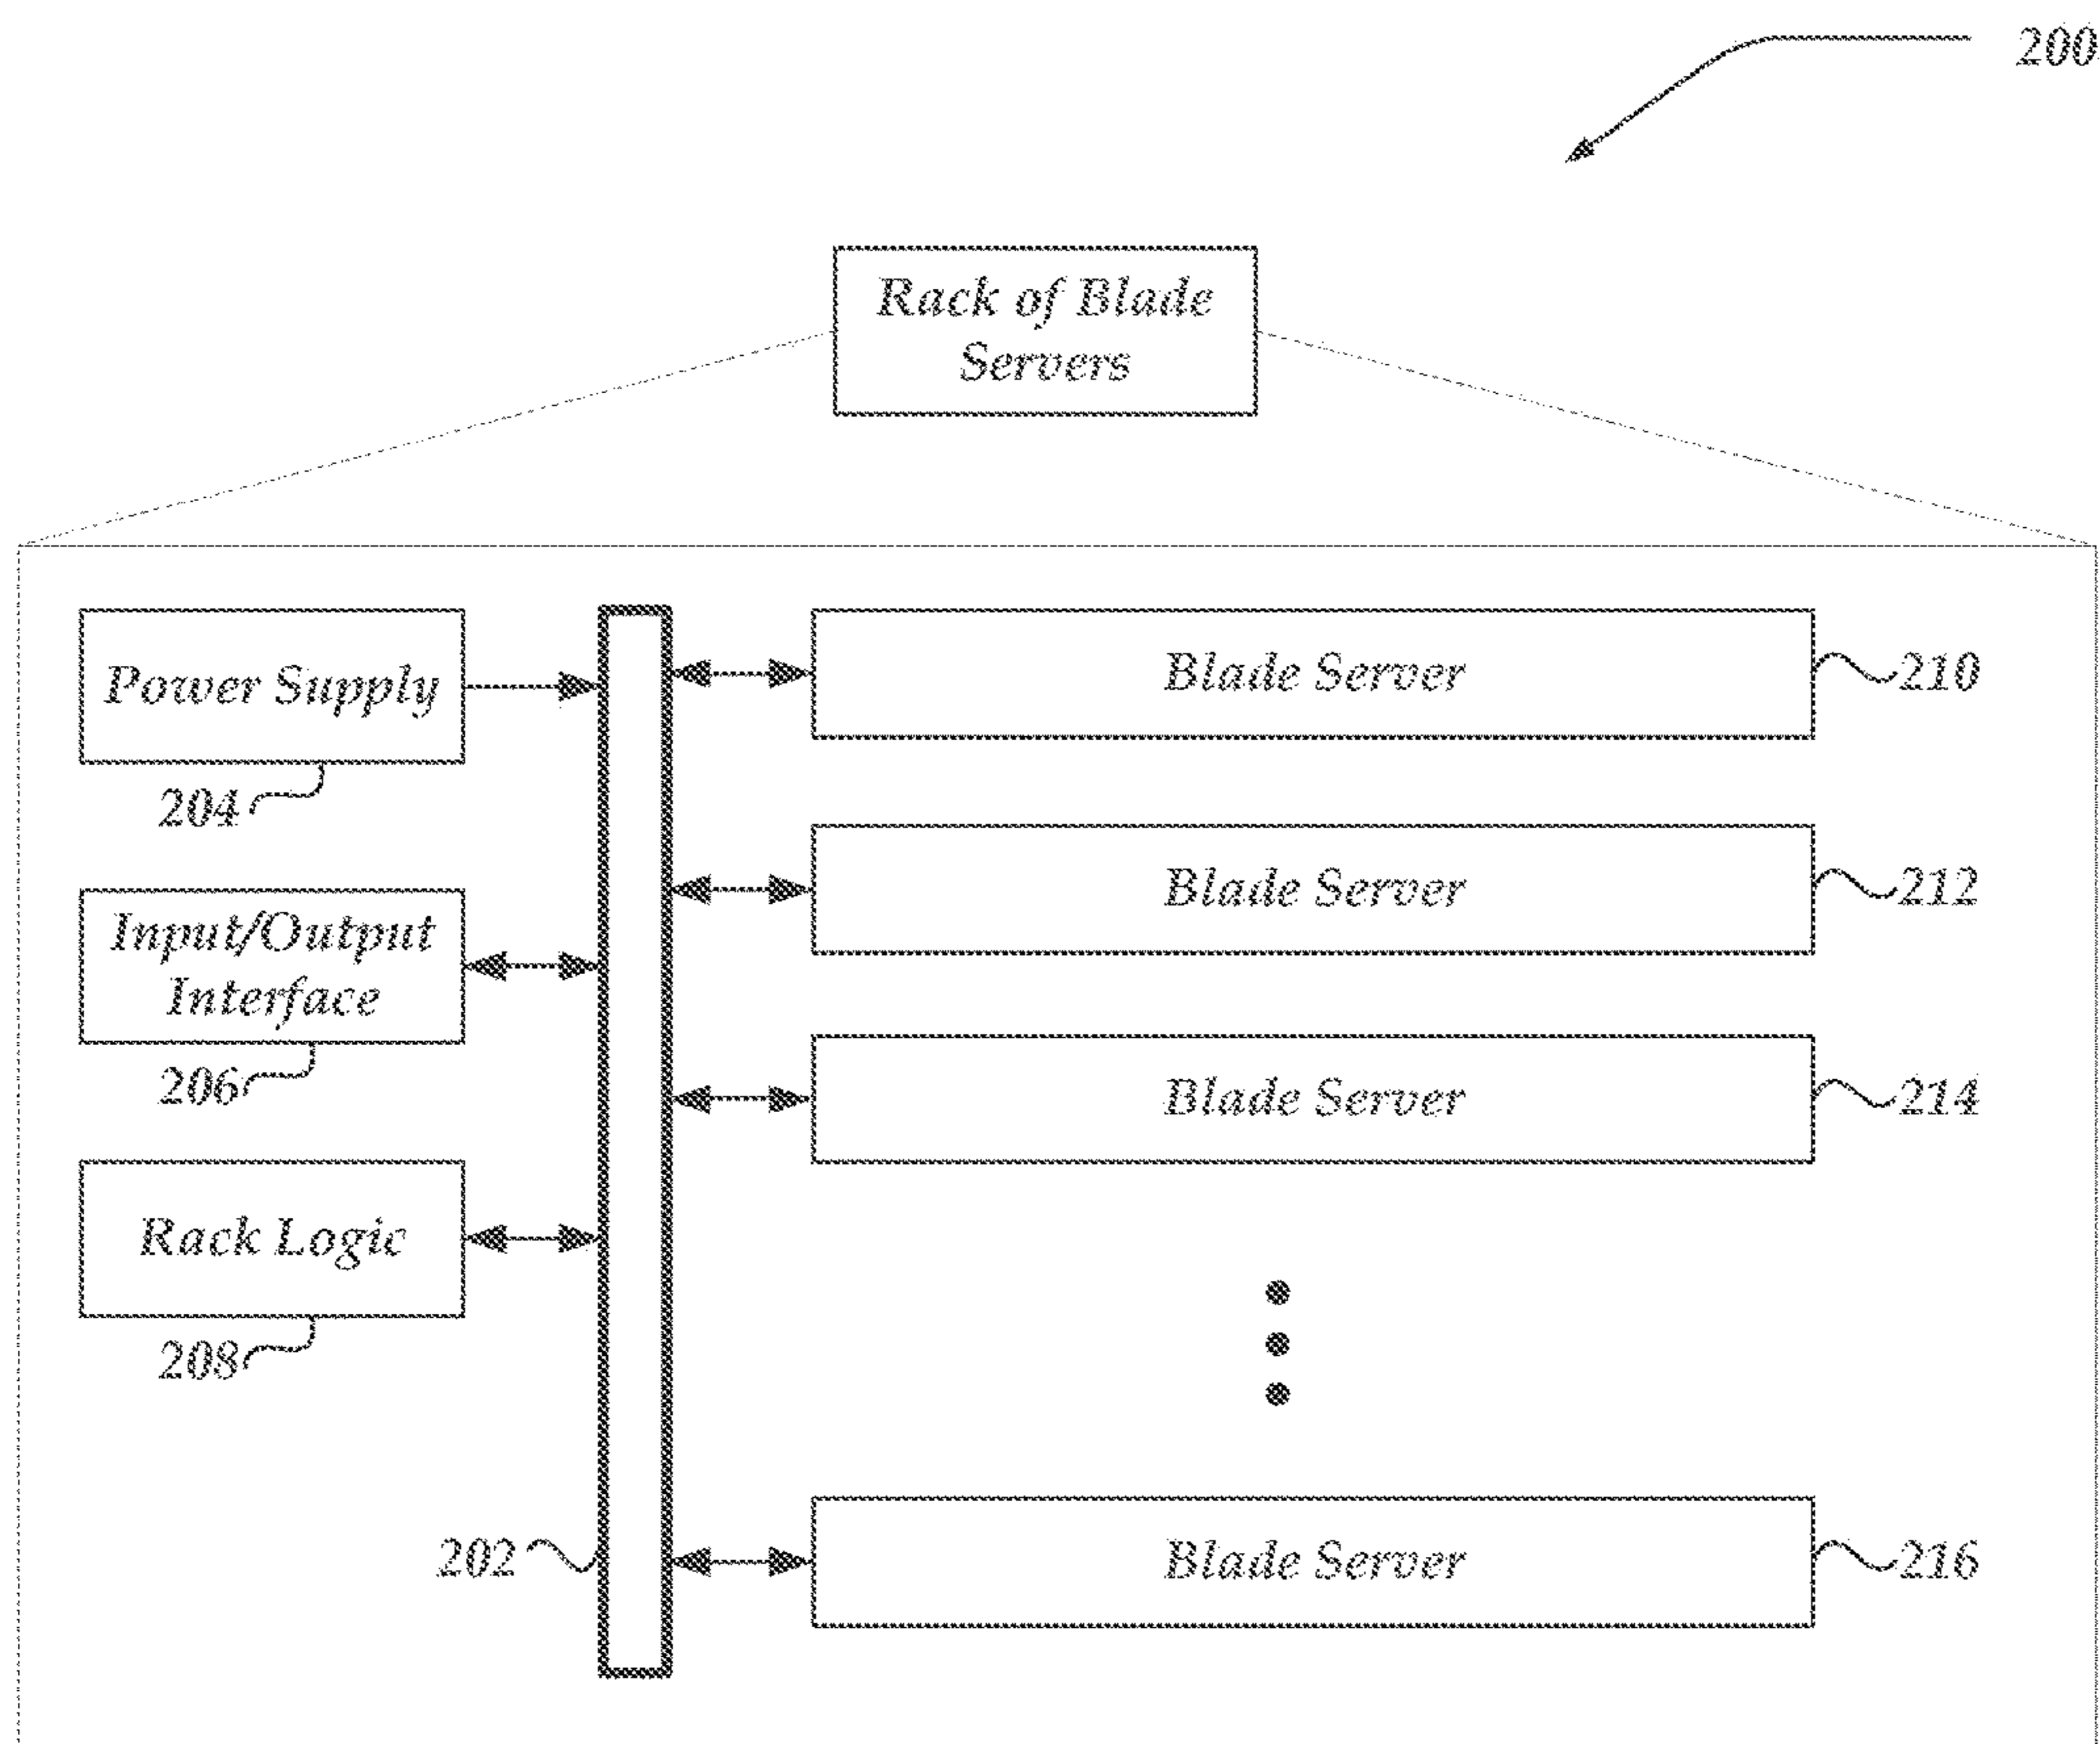 200
Rack of Blade
Servers
Power Supply
204
Input/Output
Interface
206
Rack Logic
208
202
Blade Server
210
Blade Server
212
Blade Server
214
Blade Server
216